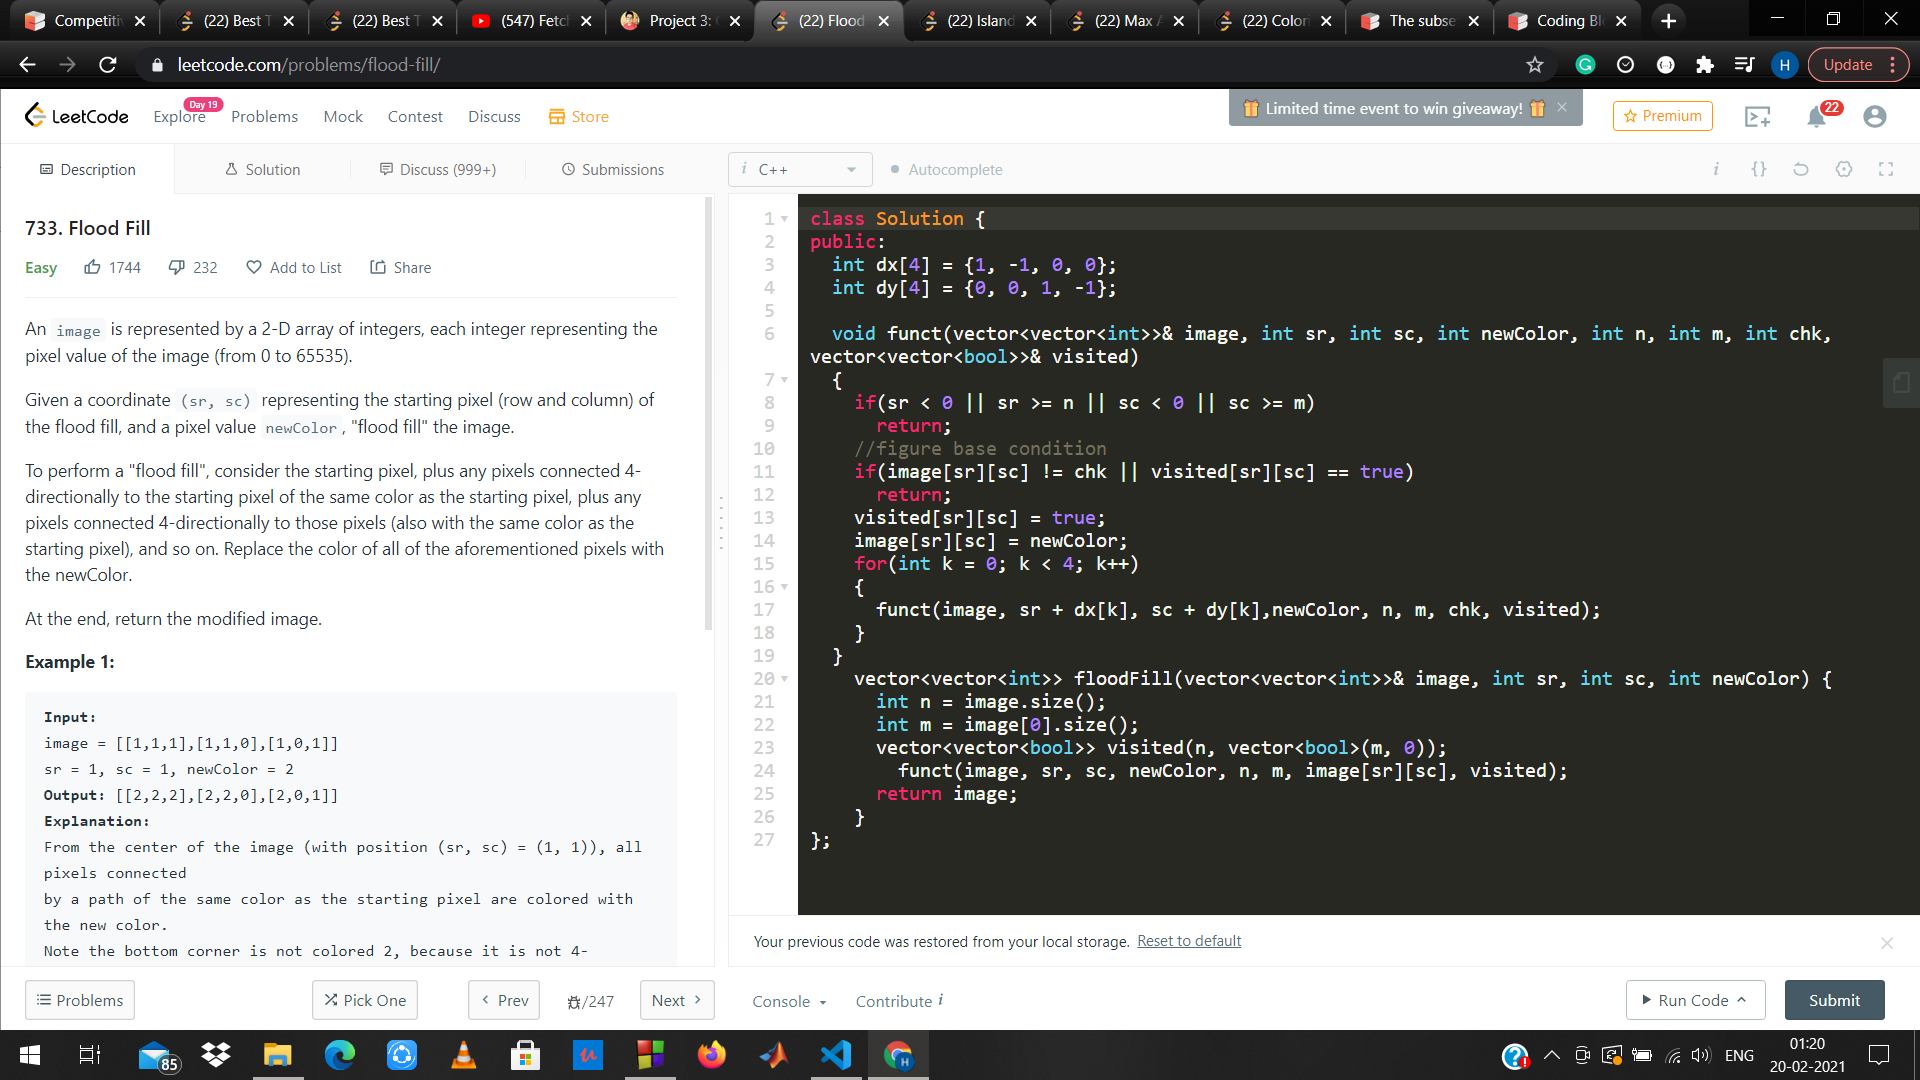 Competitiv
(22) Best T
(22) Best T
(547) Fetch
Project 3: C
(22) Flood
(22) Island
(22) Max A
(22) Colori
The subse
Coding Blo
leetcode.com/problems/flood-fill/
H
Update
LeetCode
Explore
Day 19
Problems
Mock
Contest
Discuss
Store
Limited time event to win giveaway!
Premium
22
Description
Solution
Discuss (999+)
Submissions
i C++
Autocomplete
733. Flood Fill
Easy 1744 232 Add to List Share
An image is represented by a 2-D array of integers, each integer representing the
pixel value of the image (from 0 to 65535).
Given a coordinate (sr, sc) representing the starting pixel (row and column) of
the flood fill, and a pixel value newColor, "flood fill" the image.
To perform a "flood fill", consider the starting pixel, plus any pixels connected 4-
directionally to the starting pixel of the same color as the starting pixel, plus any
pixels connected 4-directionally to those pixels (also with the same color as the
starting pixel), and so on. Replace the color of all of the aforementioned pixels with
the newColor.
At the end, return the modified image.
Example 1:
Input:
image = [[1,1,1],[1,1,0],[1,0,1]]
sr = 1, sc = 1, newColor = 2
Output: [[2,2,2],[2,2,0],[2,0,1]]
Explanation:
From the center of the image (with position (sr, sc) = (1, 1)), all
pixels connected
by a path of the same color as the starting pixel are colored with
the new color.
Note the bottom corner is not colored 2, because it is not 4-
1 class Solution {
2 public:
3 int dx[4] = {1, -1, 0, 0};
4 int dy[4] = {0, 0, 1, -1};
5
6 void funct(vector<vector<int>>& image, int sr, int sc, int newColor, int n, int m, int chk,
vector<vector<bool>>& visited)
7 {
8 if(sr < 0 || sr >= n || sc < 0 || sc >= m)
9 return;
10 //figure base condition
11 if(image[sr][sc] != chk || visited[sr][sc] == true)
12 return;
13 visited[sr][sc] = true;
14 image[sr][sc] = newColor;
15 for(int k = 0; k < 4; k++)
16 {
17 funct(image, sr + dx[k], sc + dy[k],newColor, n, m, chk, visited);
18 }
19 }
20 vector<vector<int>> floodFill(vector<vector<int>>& image, int sr, int sc, int newColor) {
21 int n = image.size();
22 int m = image[0].size();
23 vector<vector<bool>> visited(n, vector<bool>(m, 0));
24 funct(image, sr, sc, newColor, n, m, image[sr][sc], visited);
25 return image;
26 }
27 };
Your previous code was restored from your local storage. Reset to default
Problems
Pick One
Prev
/247
Next
Console
Contribute i
Run Code
Submit
85
ENG
01:20
20-02-2021